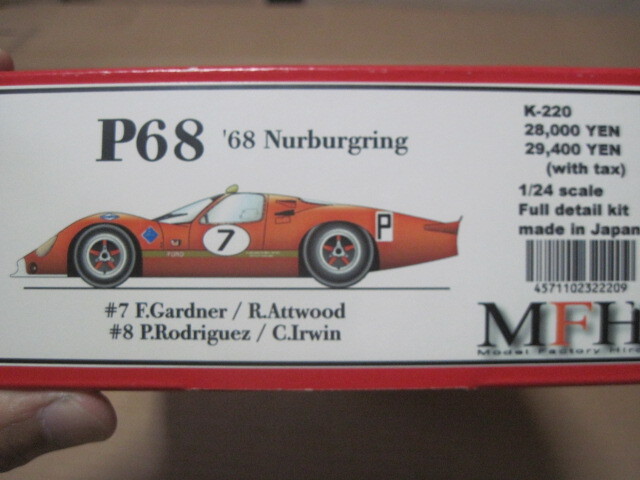 P68 '68 Nurburgring
K-220
28,000 YEN
29,400 YEN
(with tax)
1/24 scale
Full detail kit
made in Japan
4571102322209
7
P
FORD
#7 F.Gardner / R.Attwood
#8 P.Rodriguez / C.Irwin
MFH
Model Factory Hiro